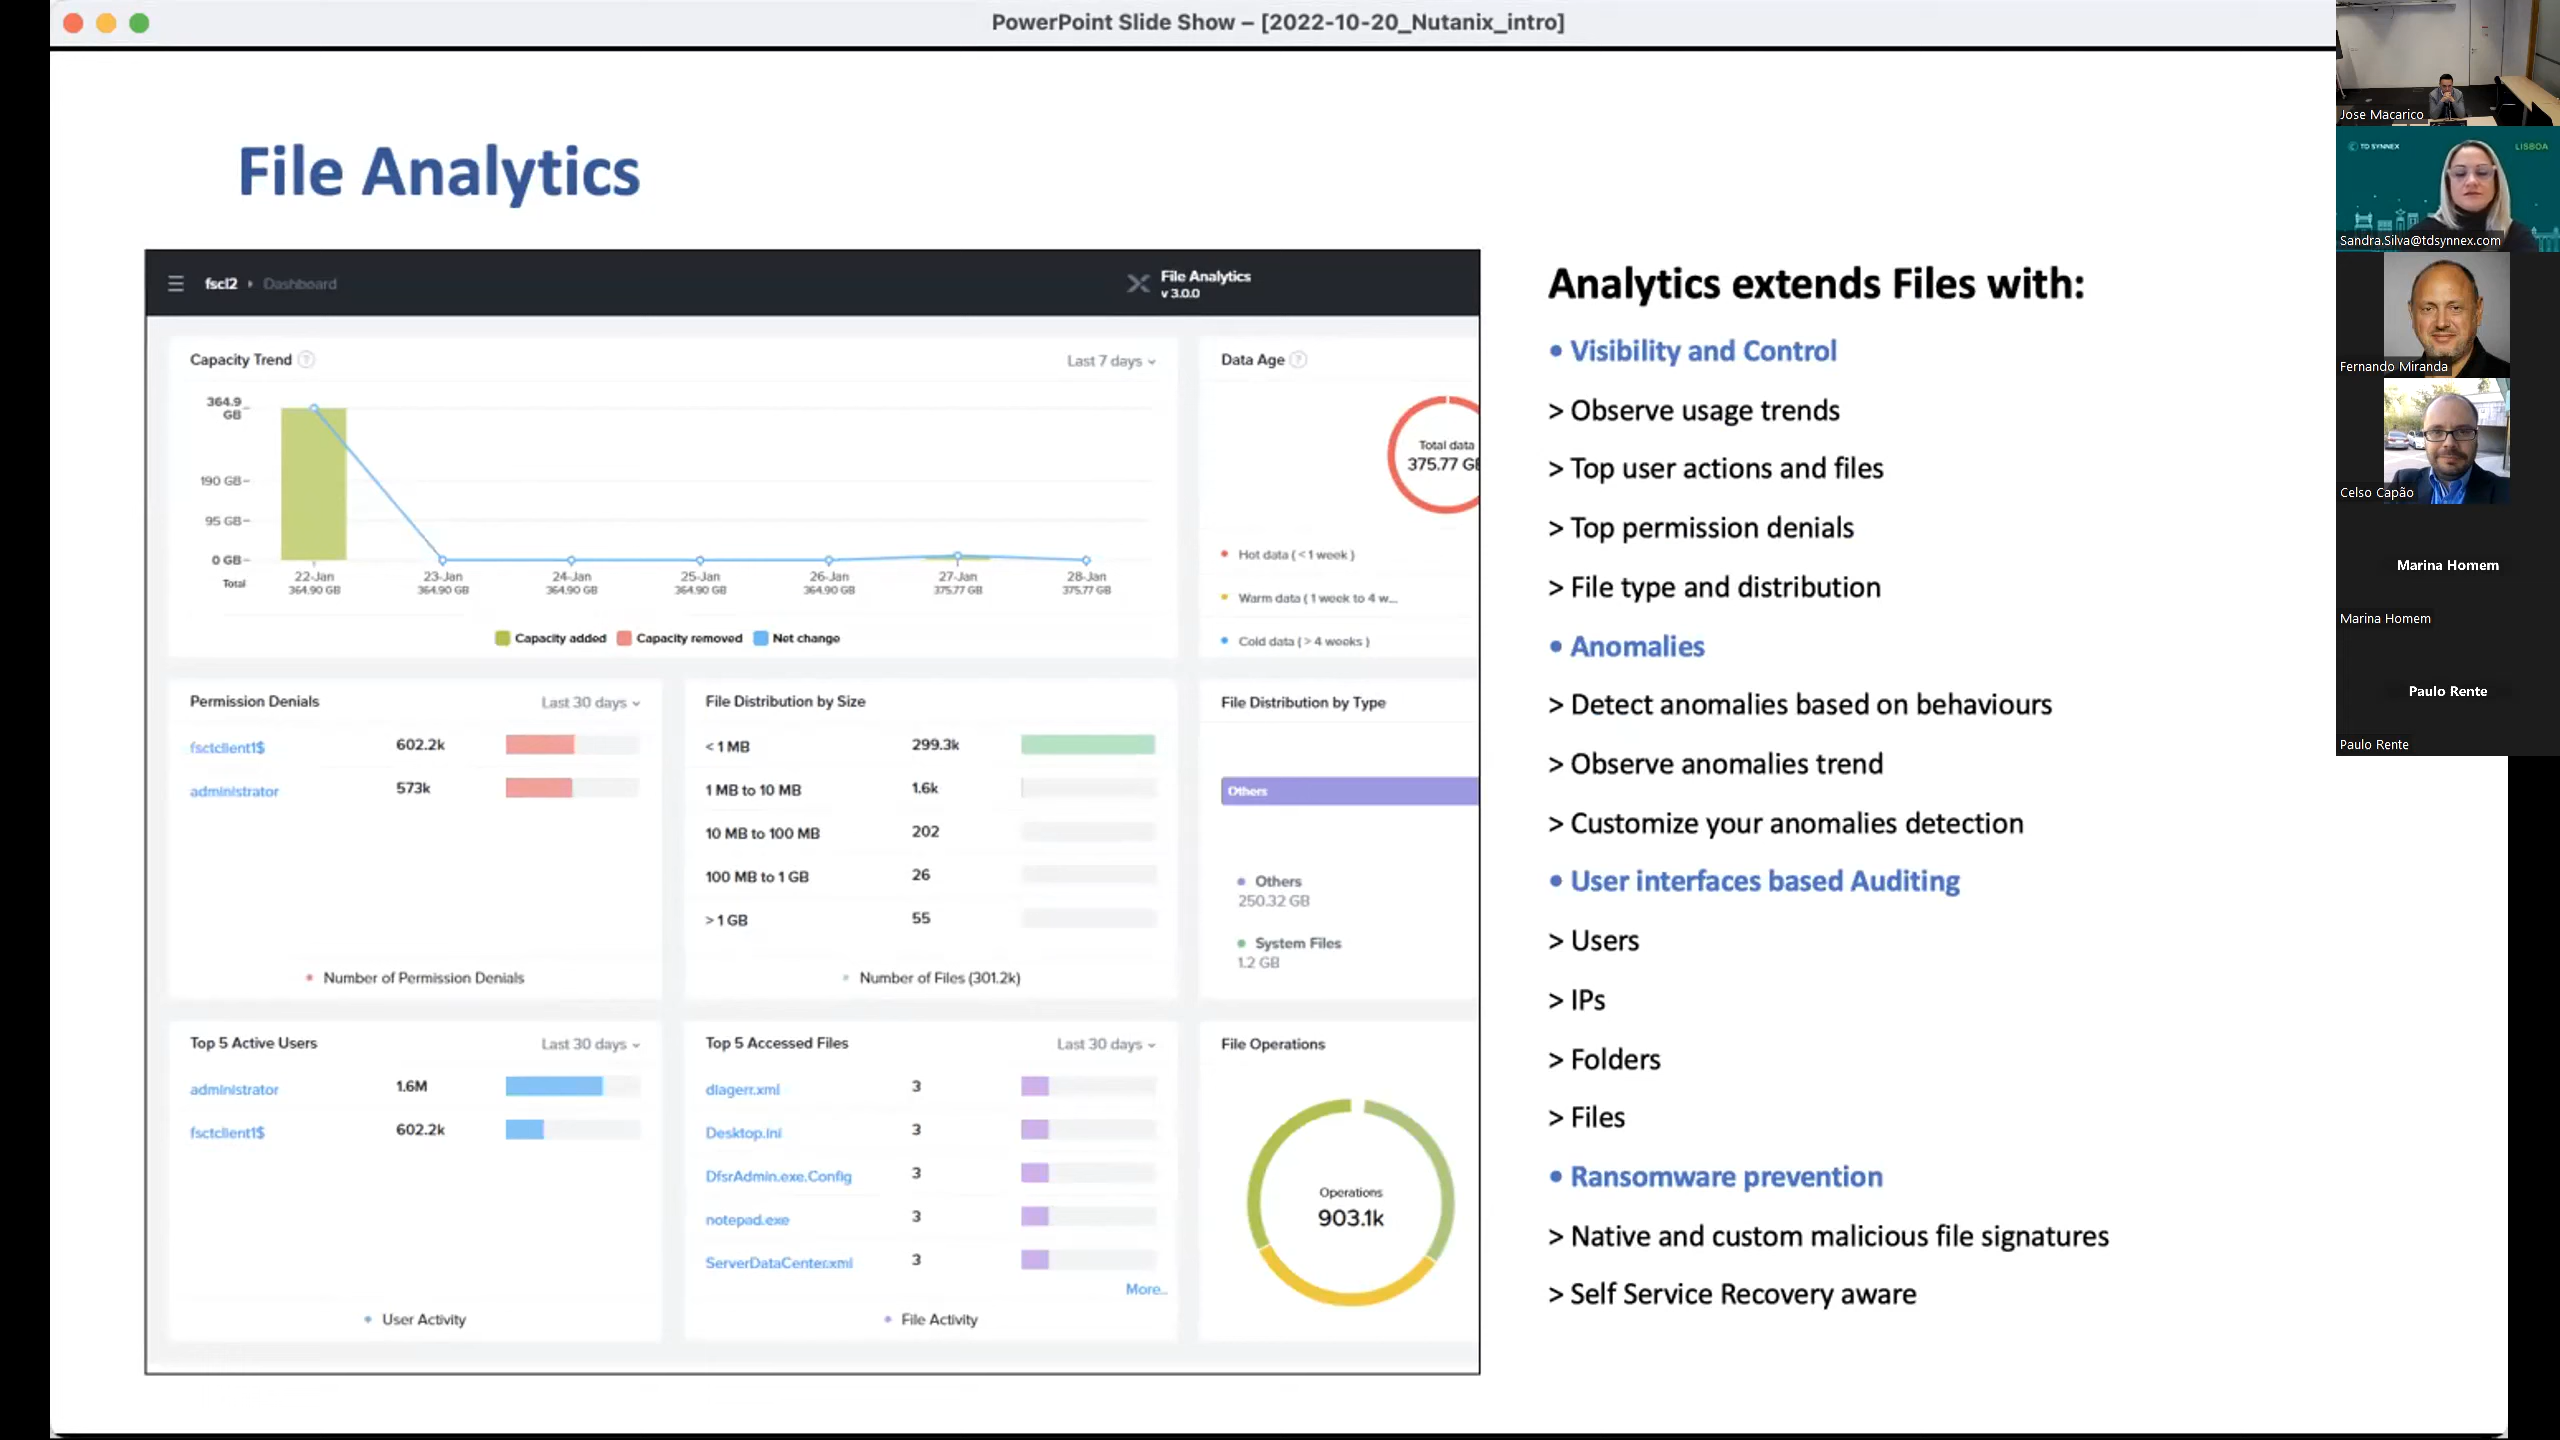 PowerPoint Slide Show – [2022-10-20_Nutanix_intro]
File Analytics
fscl2 Dashboard
File Analytics
v 3.0.0
Capacity Trend
Last 7 days
364.9
GB
190 GB
95 GB
0 GB
Total
22-Jan
364.90 GB
23-Jan
364.90 GB
24-Jan
364.90 GB
25-Jan
364.90 GB
26-Jan
364.90 GB
27-Jan
375.77 GB
28-Jan
375.77 GB
Capacity added Capacity removed Net change
Data Age
Total data
375.77 GB
Hot data ( < 1 week )
Warm data ( 1 week to 4 w...
Cold data ( > 4 weeks )
Permission Denials
Last 30 days
fsctclient1$ 602.2k
administrator 573k
Number of Permission Denials
File Distribution by Size
< 1 MB 299.3k
1 MB to 10 MB 1.6k
10 MB to 100 MB 202
100 MB to 1 GB 26
> 1 GB 55
Number of Files (301.2k)
File Distribution by Type
Others
Others
250.32 GB
System Files
1.2 GB
Top 5 Active Users
Last 30 days
administrator 1.6M
fsctclient1$ 602.2k
User Activity
Top 5 Accessed Files
Last 30 days
diagerr.xml 3
Desktop.ini 3
DfsrAdmin.exe.Config 3
notepad.exe 3
ServerDataCenter.xml 3
More...
File Activity
File Operations
Operations
903.1k
Analytics extends Files with:
• Visibility and Control
> Observe usage trends
> Top user actions and files
> Top permission denials
> File type and distribution
• Anomalies
> Detect anomalies based on behaviours
> Observe anomalies trend
> Customize your anomalies detection
• User interfaces based Auditing
> Users
> IPs
> Folders
> Files
• Ransomware prevention
> Native and custom malicious file signatures
> Self Service Recovery aware
Jose Macarico
TD SYNNEX
LISBOA
Sandra.Silva@tdsynnex.com
Fernando Miranda
Celso Capão
Marina Homem
Marina Homem
Paulo Rente
Paulo Rente